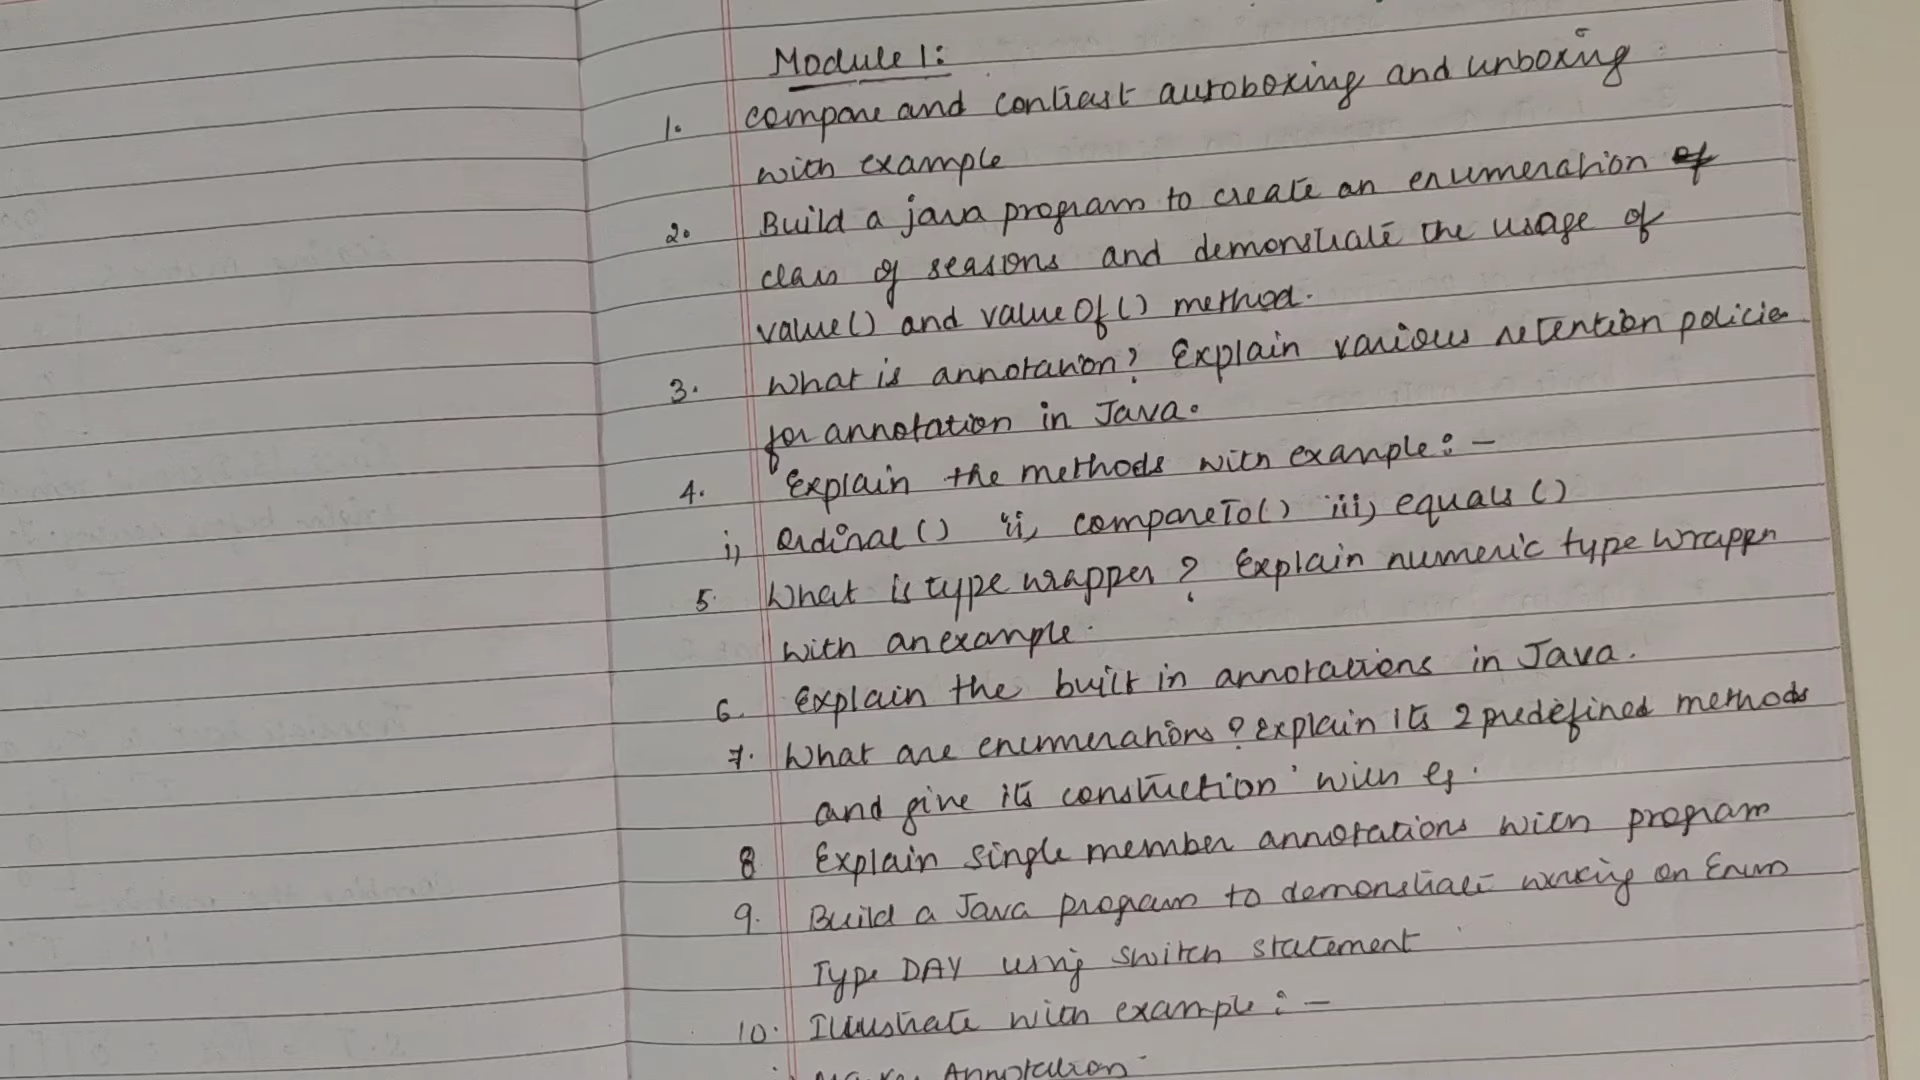 Module 1:
1. compare and contrast autoboxing and unboxing
with example
2. Build a java program to create an enumeration of
class of seasons and demonstrate the usage of
value() and valueOf() method.
3. What is annotation? Explain various retention policie
for annotation in Java.
4. Explain the methods with example: -
i) Ordinal() ii) compareTo() iii) equals()
5. What is type wrapper? Explain numeric type wrapper
with an example.
6. Explain the built in annotations in Java.
7. What are enumerations? explain its 2 predefined methods
and give its construction with eg.
8 Explain single member annotations with program
9. Build a Java program to demonstrate working on Enum
Type DAY using switch statement
10. Illustrate with example: -
Annotation